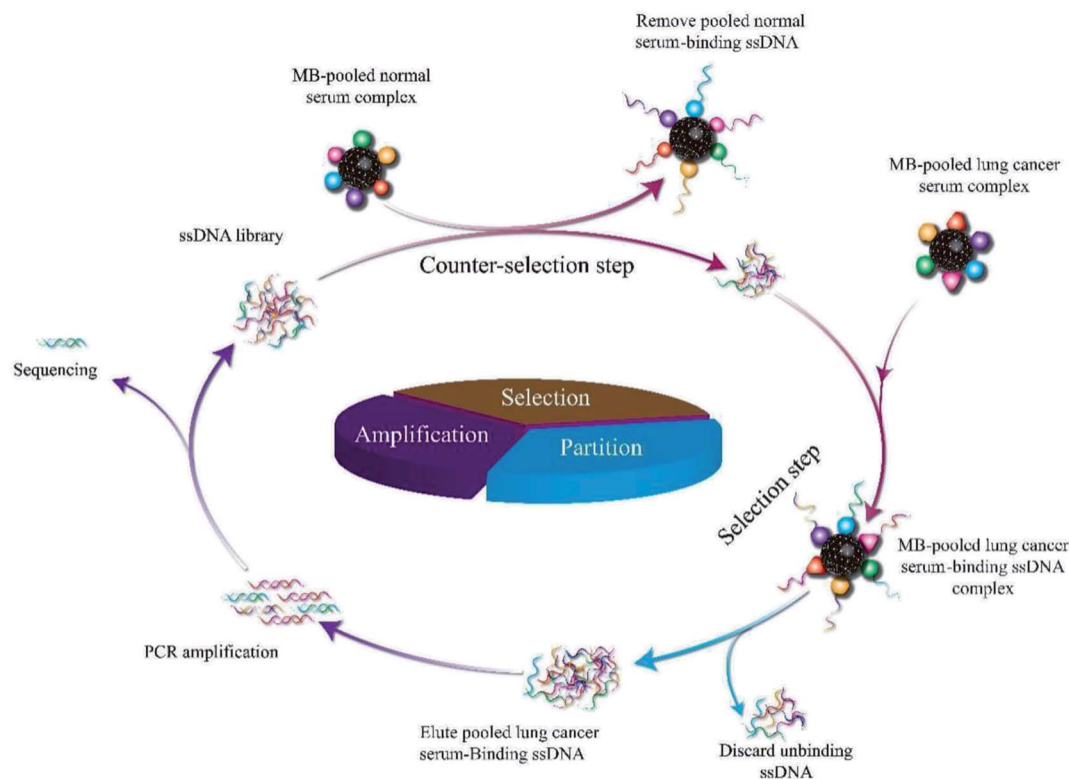 Remove pooled normal
serum-binding ssDNA
MB-pooled normal
serum complex
MB-pooled lung cancer
serum complex
ssDNA library
Counter-selection step
Sequencing
Selection
Amplification
Partition
Selection step
MB-pooled lung cancer
serum-binding ssDNA
complex
PCR amplification
Elute pooled lung cancer
serum-Binding ssDNA
Discard unbinding
ssDNA